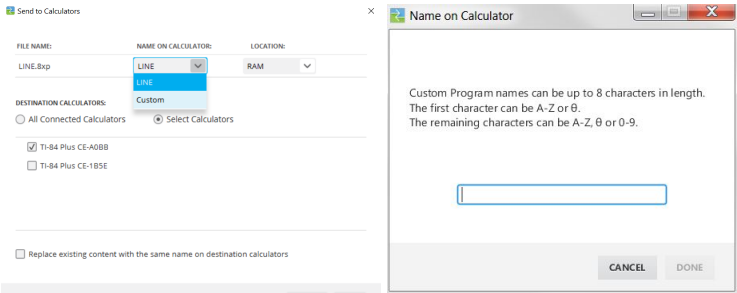 Send to Calculators
FILE NAME: NAME ON CALCULATOR: LOCATION:
LINE.8xp LINE RAM
LINE
Custom
DESTINATION CALCULATORS:
All Connected Calculators Select Calculators
TI-84 Plus CE-A0BB
TI-84 Plus CE-1B5E
Replace existing content with the same name on destination calculators
Name on Calculator
Custom Program names can be up to 8 characters in length.
The first character can be A-Z or θ.
The remaining characters can be A-Z, θ or 0-9.
CANCEL DONE